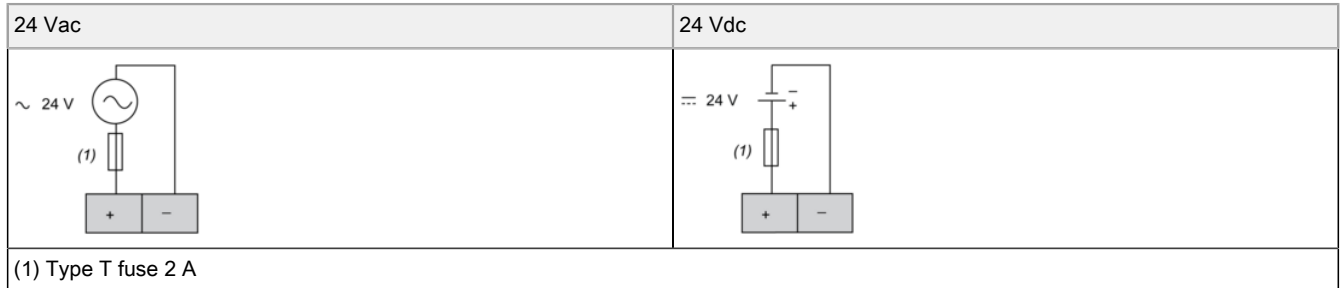 24 Vac
24 Vdc
~ 24 V
(1)
+ −
⎓ 24 V
−
+
(1)
+ −
(1) Type T fuse 2 A